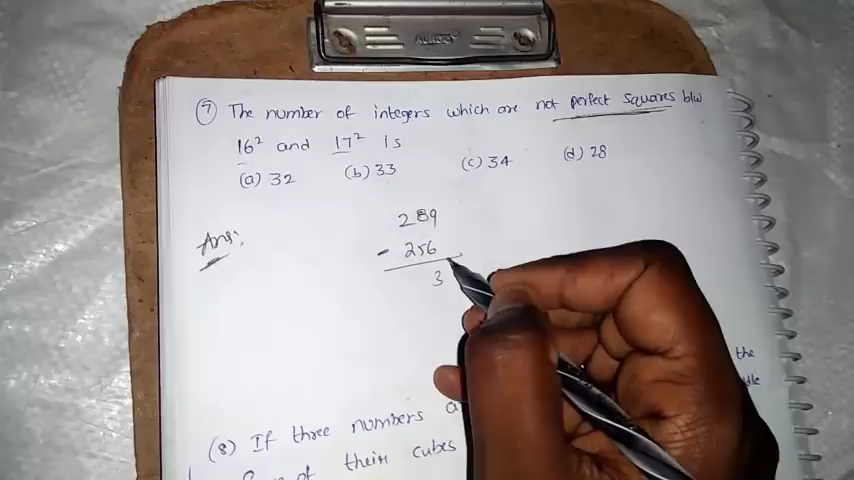 (7) The number of integers which are not perfect squares b/w
16² and 17² is
(a) 32 (b) 33 (c) 34 (d) 28
Ans:
289
- 256
3
the
(8) If three numbers a
of their cubes